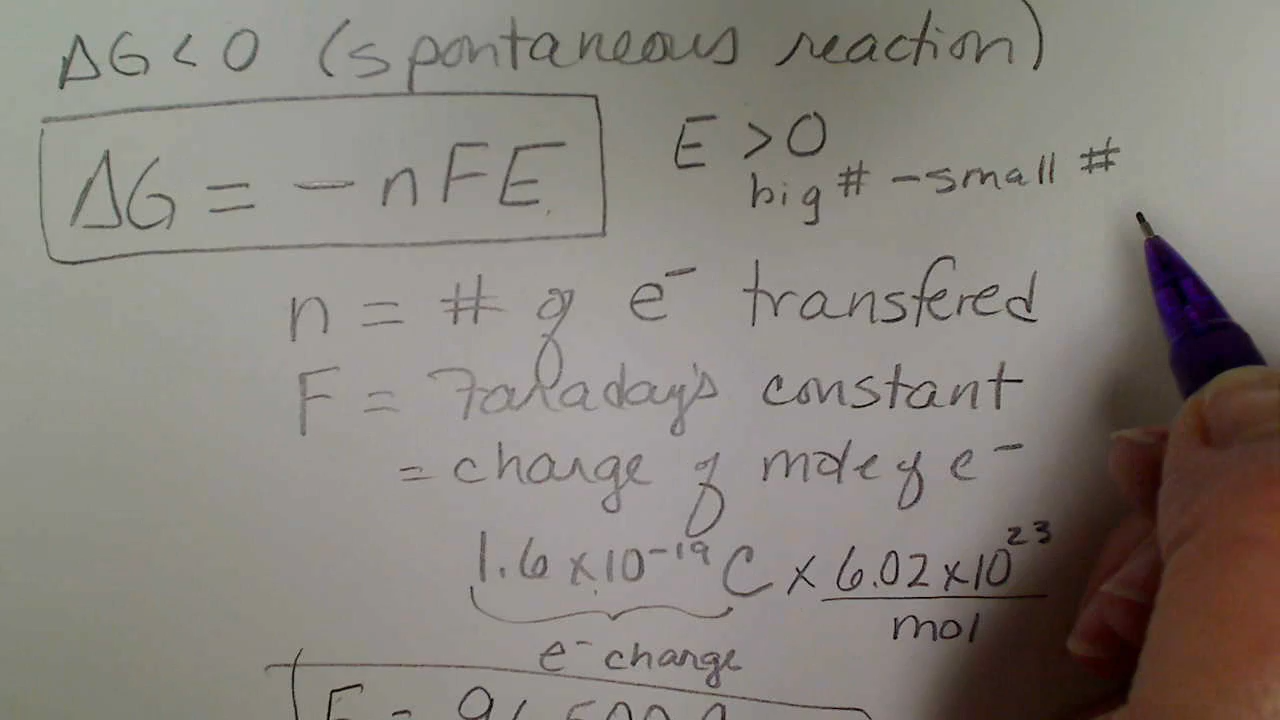 ΔG < 0 (spontaneous reaction)
ΔG = -nFE
E > 0
big # - small #
n = # of e⁻ transfered
F = Faraday's constant
= charge of mole of e⁻
1.6 x 10⁻¹⁹ C x 6.02 x 10²³
mol
e⁻ charge
F =